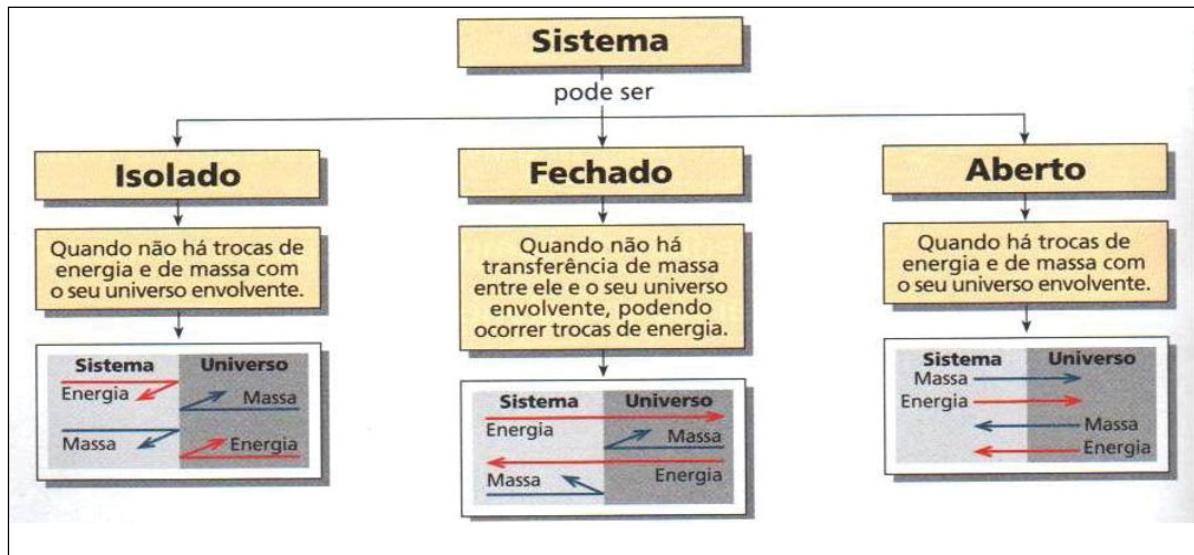 Sistema
pode ser
Isolado
Quando não há trocas de
energia e de massa com
o seu universo envolvente.
Sistema Universo
Energia
Massa
Massa
Energia
Fechado
Quando não há
transferência de massa
entre ele e o seu universo
envolvente, podendo
ocorrer trocas de energia.
Sistema Universo
Energia
Massa
Massa
Energia
Aberto
Quando há trocas de
energia e de massa com
o seu universo envolvente.
Sistema Universo
Massa
Energia
Massa
Energia